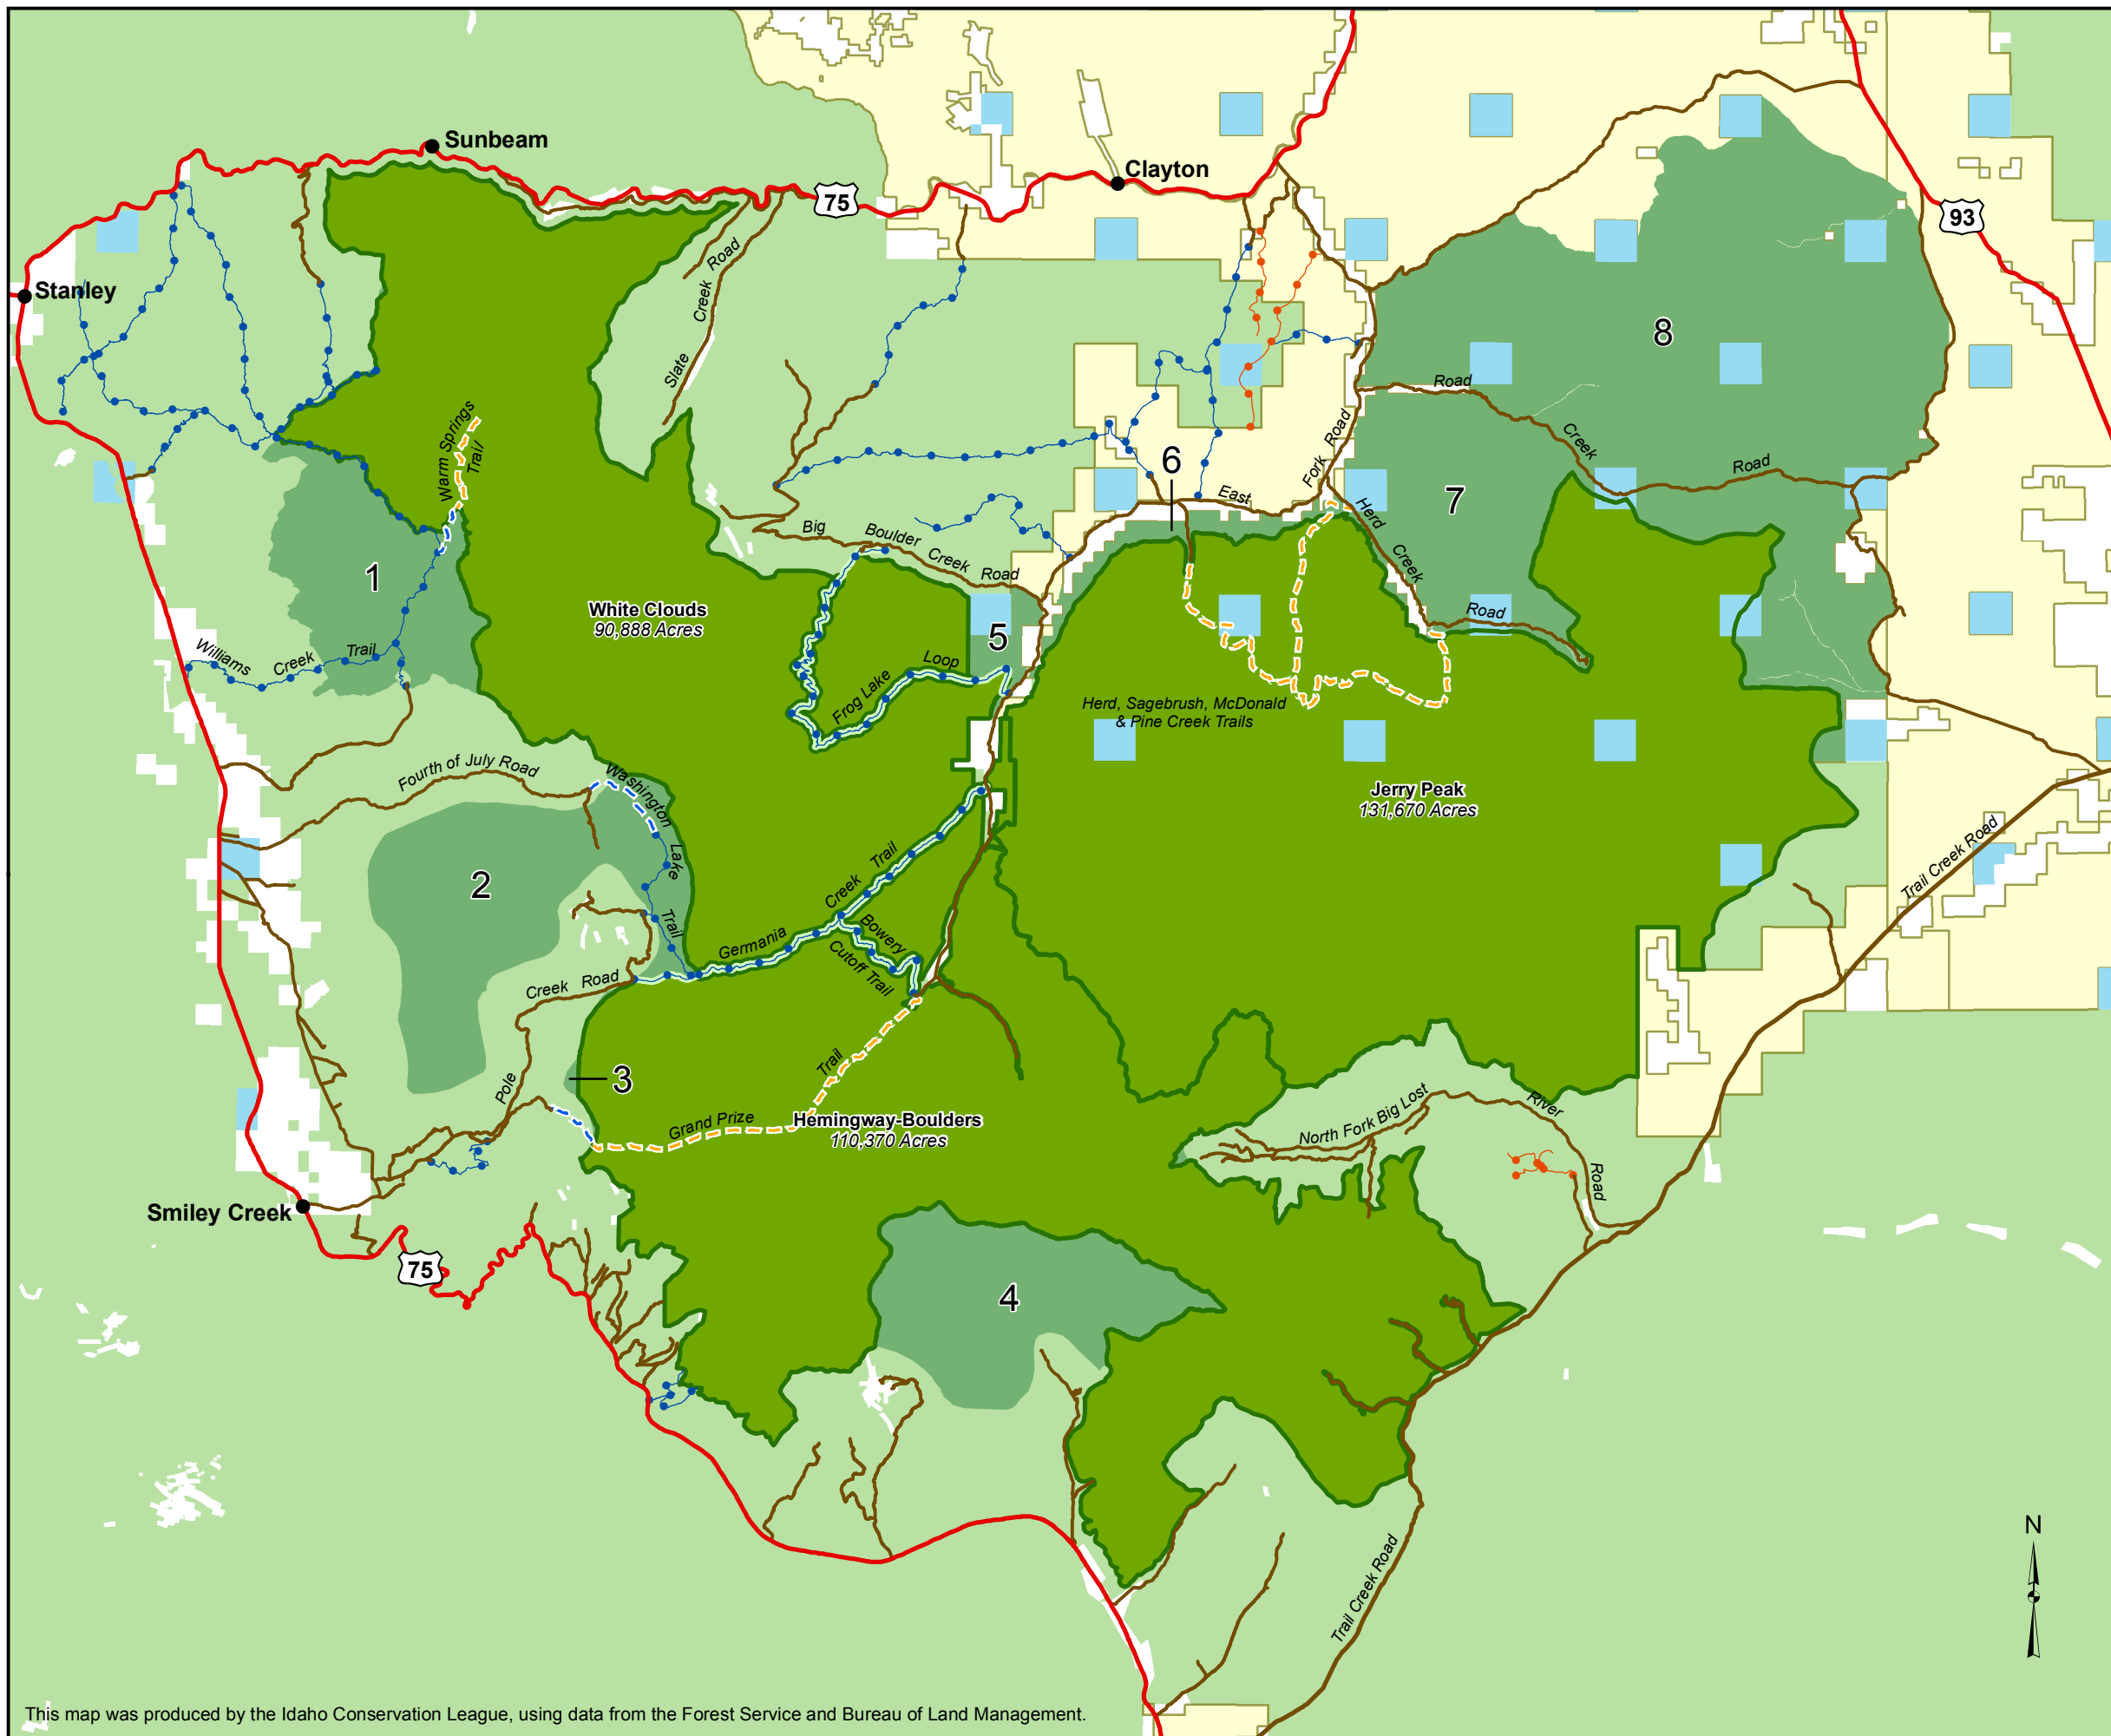 Sunbeam
Clayton
75
93
Stanley
Slate Creek Road
8
Road
Creek
Road
Warm Springs
Trail
Fork Road
6
East
7
Herd
Creek
Road
Big Boulder Creek Road
1
White Clouds
90,888 Acres
5
Williams Creek Trail
Frog Lake Loop
Herd, Sagebrush, McDonald
& Pine Creek Trails
Fourth of July Road
Washington
Lake
Trail
Jerry Peak
131,670 Acres
Trail Creek Road
2
Germania Creek Trail
Bowery
Cutoff Trail
Pole Creek Road
3
Grand Prize Trail
Hemingway-Boulders
110,370 Acres
North Fork Big Lost River Road
Smiley Creek
75
4
Trail Creek Road
N
This map was produced by the Idaho Conservation League, using data from the Forest Service and Bureau of Land Management.